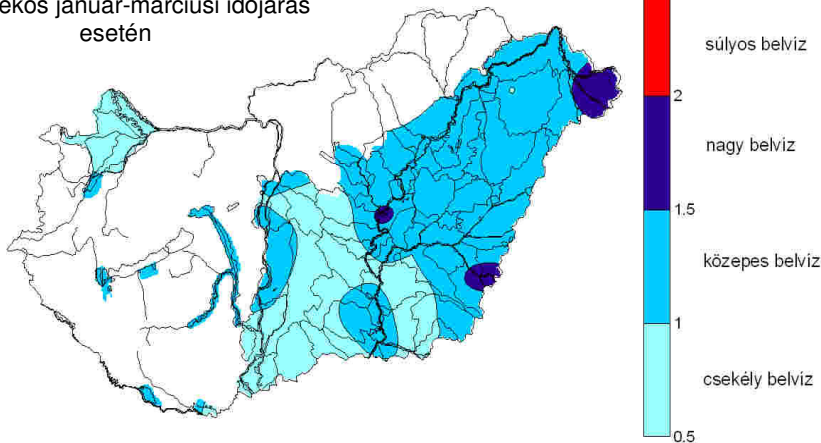 január-márciusi időjárás
esetén
súlyos belvíz
2
nagy belvíz
1.5
közepes belvíz
1
csekély belvíz
0.5